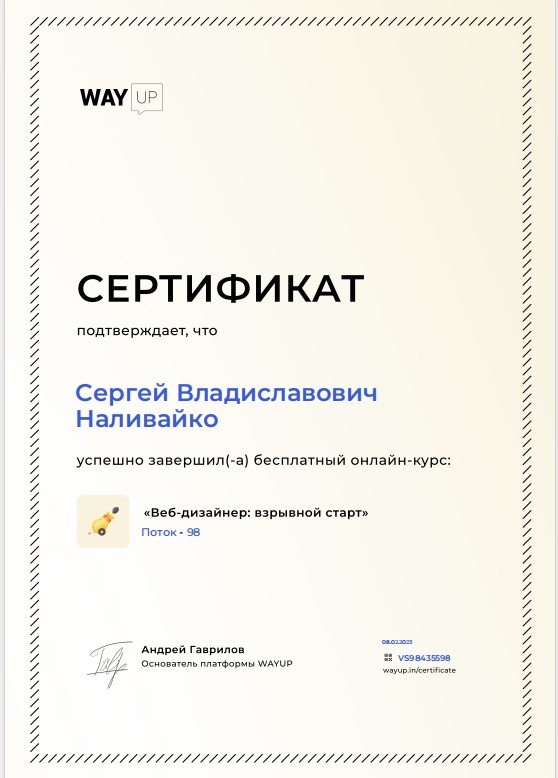 WAY UP
СЕРТИФИКАТ
подтверждает, что
Сергей Владиславович
Наливайко
успешно завершил(-а) бесплатный онлайн-курс:
«Веб-дизайнер: взрывной старт»
Поток - 98
Андрей Гаврилов
Основатель платформы WAYUP
08.02.2023
VS98435598
wayup.in/certificate